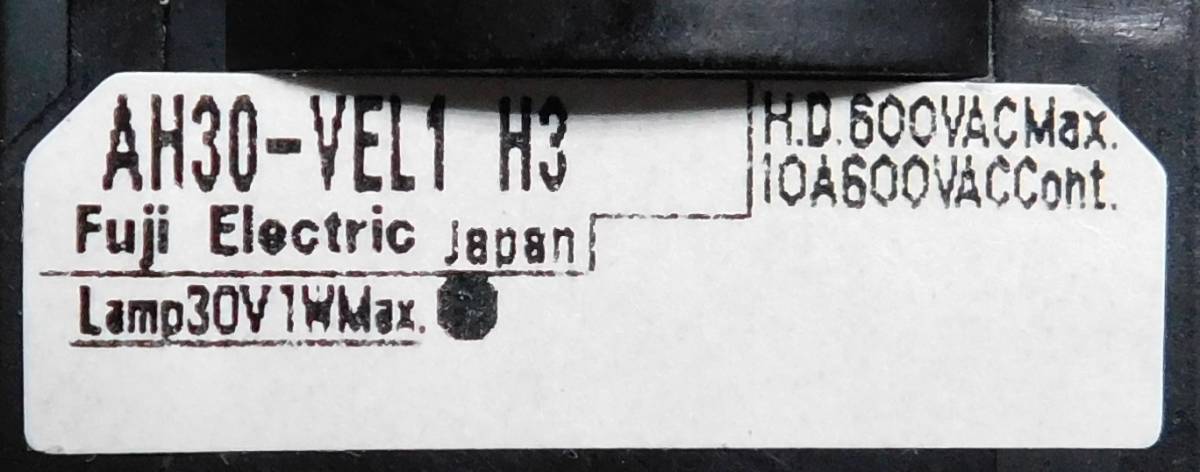 AH30-VEL1 H3
H.D.600VACMax.
10A600VACCont.
Fuji Electric Japan
Lamp30V1WMax.